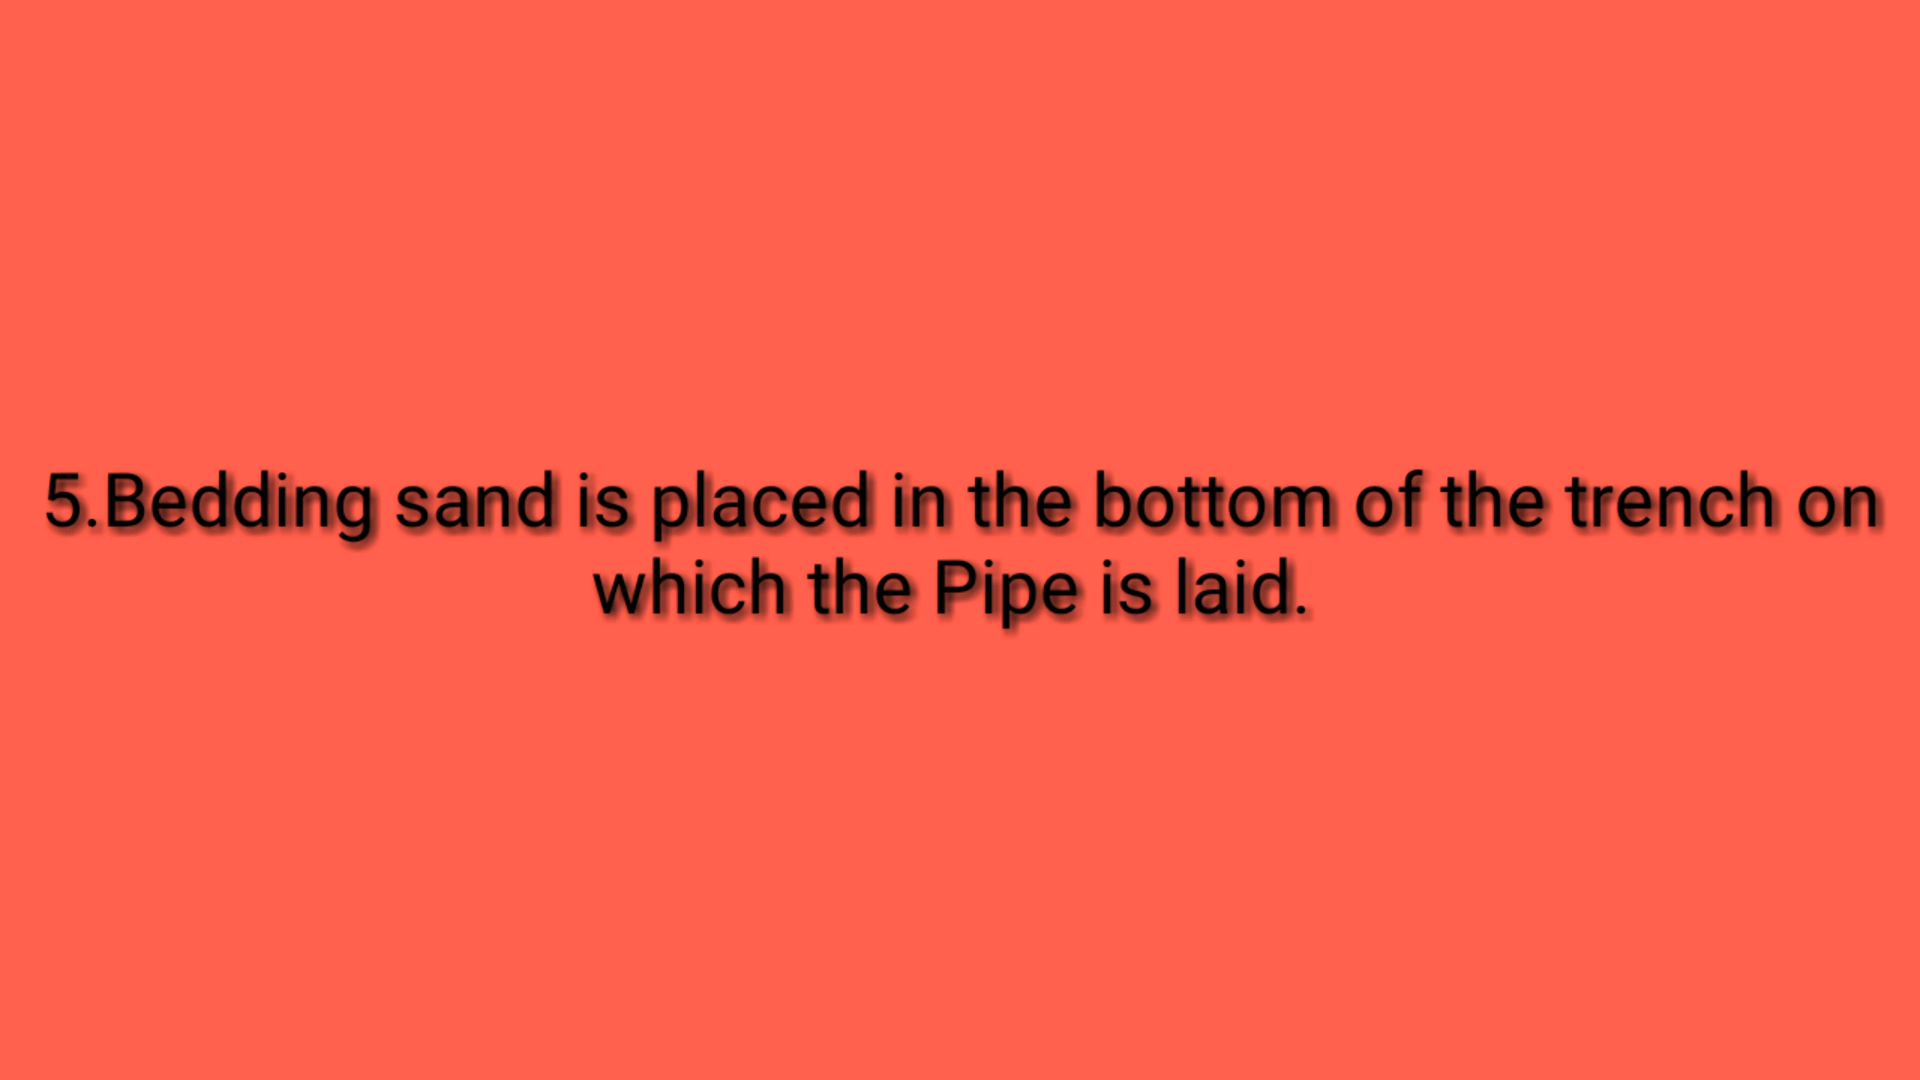 5.Bedding sand is placed in the bottom of the trench on
which the Pipe is laid.